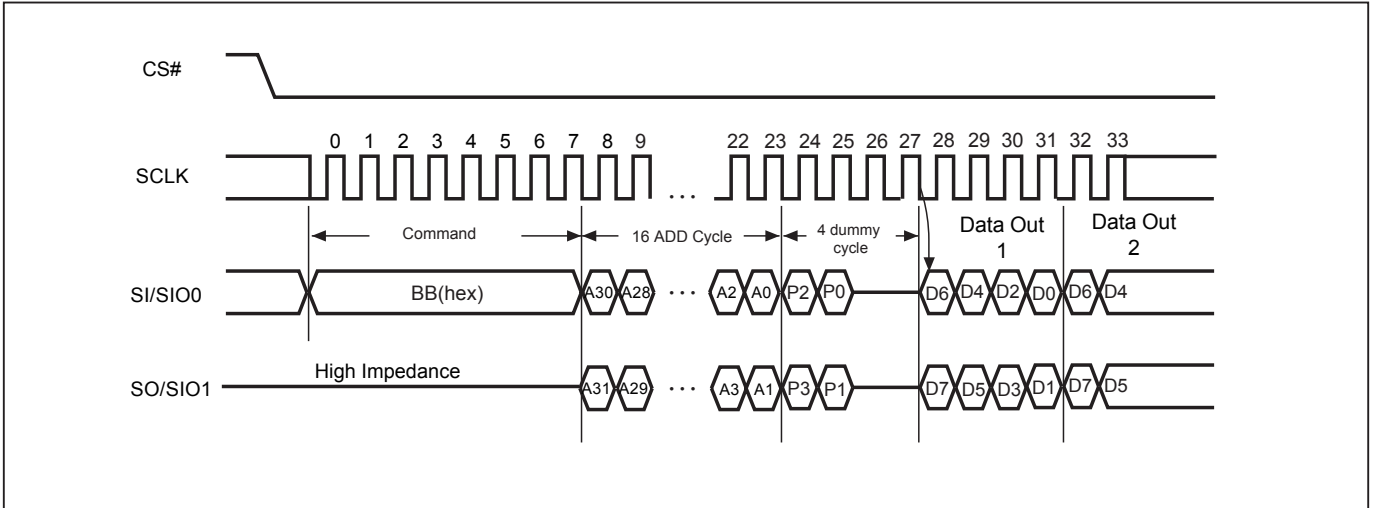 CS#
0 1 2 3 4 5 6 7 8 9 22 23 24 25 26 27 28 29 30 31 32 33
SCLK
...
Command 16 ADD Cycle 4 dummy cycle Data Out 1 Data Out 2
SI/SIO0 BB(hex) A30 A28 ... A2 A0 P2 P0 D6 D4 D2 D0 D6 D4
High Impedance
SO/SIO1 A31 A29 ... A3 A1 P3 P1 D7 D5 D3 D1 D7 D5